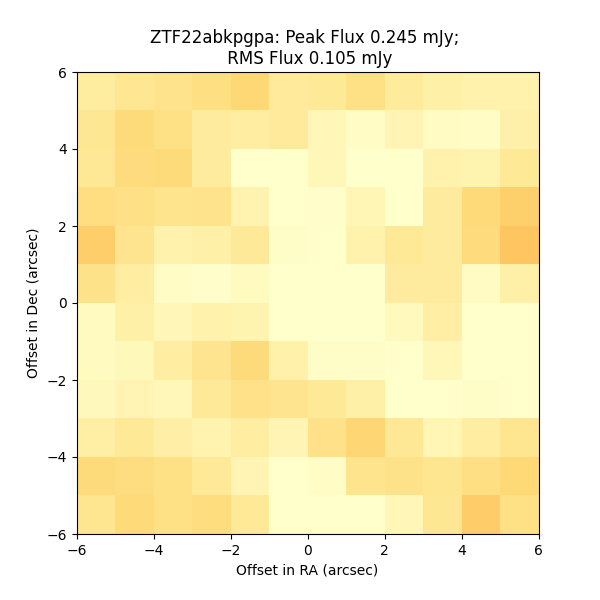 ZTF22abkpgpa: Peak Flux 0.245 mJy;
RMS Flux 0.105 mJy
6
4
2
0
−2
−4
−6
Offset in Dec (arcsec)
−6 −4 −2 0 2 4 6
Offset in RA (arcsec)